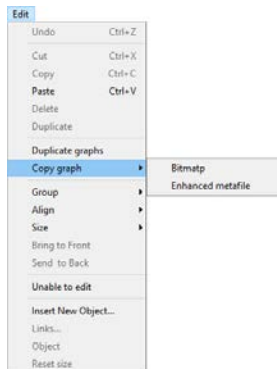 Edit
Undo Ctrl+Z
Cut Ctrl+X
Copy Ctrl+C
Paste Ctrl+V
Delete
Duplicate
Duplicate graphs
Copy graph
Bitmatp
Enhanced metafile
Group
Align
Size
Bring to Front
Send to Back
Unable to edit
Insert New Object...
Links...
Object
Reset size